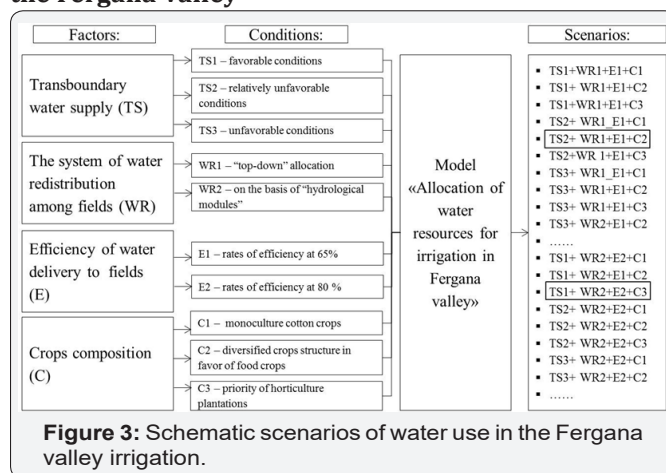 the Fergana valley
Factors:
Conditions:
Scenarios:
Transboundary
water supply (TS)
The system of water
redistribution
among fields (WR)
Efficiency of water
delivery to fields
(E)
Crops composition
(C)
TS1 – favorable conditions
TS2 – relatively unfavorable
conditions
TS3 – unfavorable conditions
WR1 – “top-down” allocation
WR2 – on the basis of “hydrological
modules”
E1 – rates of efficiency at 65%
E2 – rates of efficiency at 80 %
C1 – monoculture cotton crops
C2 – diversified crops structure in
favor of food crops
C3 – priority of horticulture
plantations
Model
«Allocation of
water
resources for
irrigation in
Fergana
valley»
▪ TS1+WR1+E1+C1
▪ TS1+ WR1+E1+C2
▪ TS1+WR1+E1+C3
▪ TS2+ WR1_E1+C1
▪ TS2+ WR1+E1+C2
▪ TS2+WR 1+E1+C3
▪ TS3+ WR1_E1+C1
▪ TS3+ WR1+E1+C2
▪ TS3+ WR1+E1+C3
▪ TS3+ WR2+E1+C2
▪ ……
▪ TS1+ WR2+E2+C1
▪ TS1+ WR2+E1+C2
▪ TS1+ WR2+E2+C3
▪ TS2+ WR2+E2+C1
▪ TS2+ WR2+E2+C2
▪ TS2+ WR2+E2+C3
▪ TS3+ WR2+E2+C1
▪ TS3+ WR2+E2+C2
▪ ……
Figure 3: Schematic scenarios of water use in the Fergana
valley irrigation.